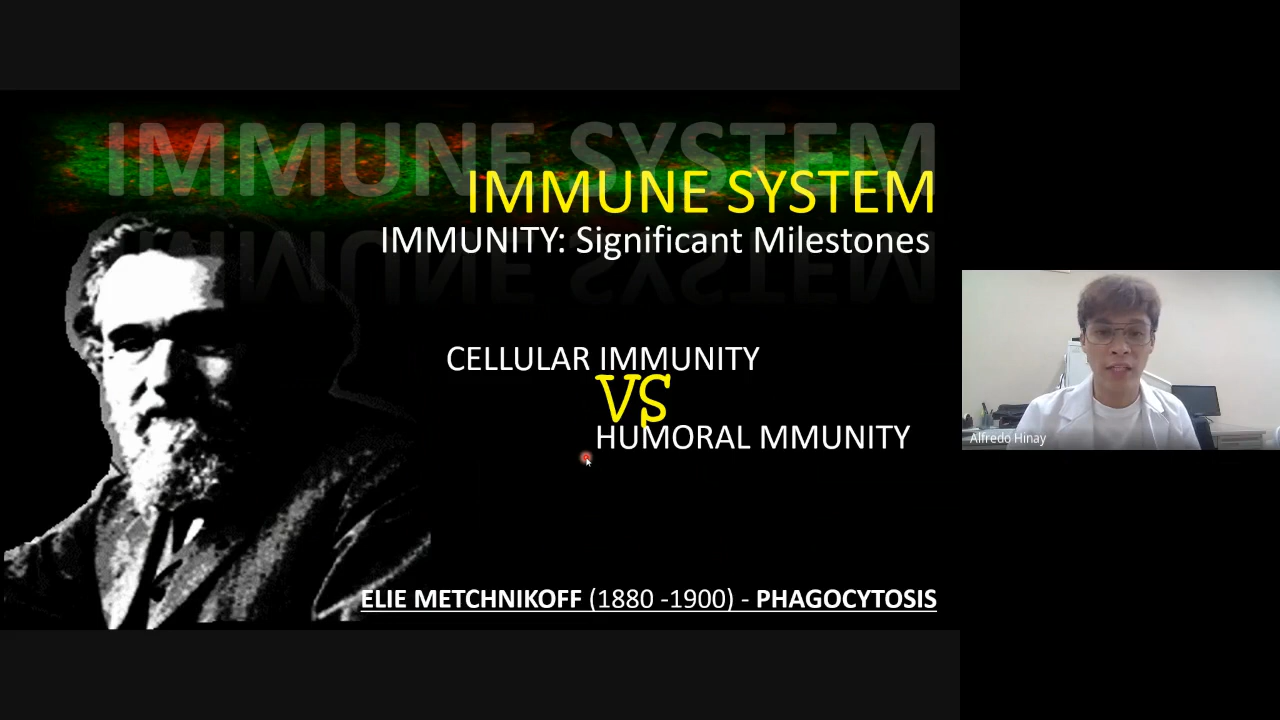 IMMUNE SYSTEM
IMMUNE SYSTEM
IMMUNITY: Significant Milestones
CELLULAR IMMUNITY
VS
HUMORAL MMUNITY
ELIE METCHNIKOFF (1880 -1900) - PHAGOCYTOSIS
Alfredo Hinay